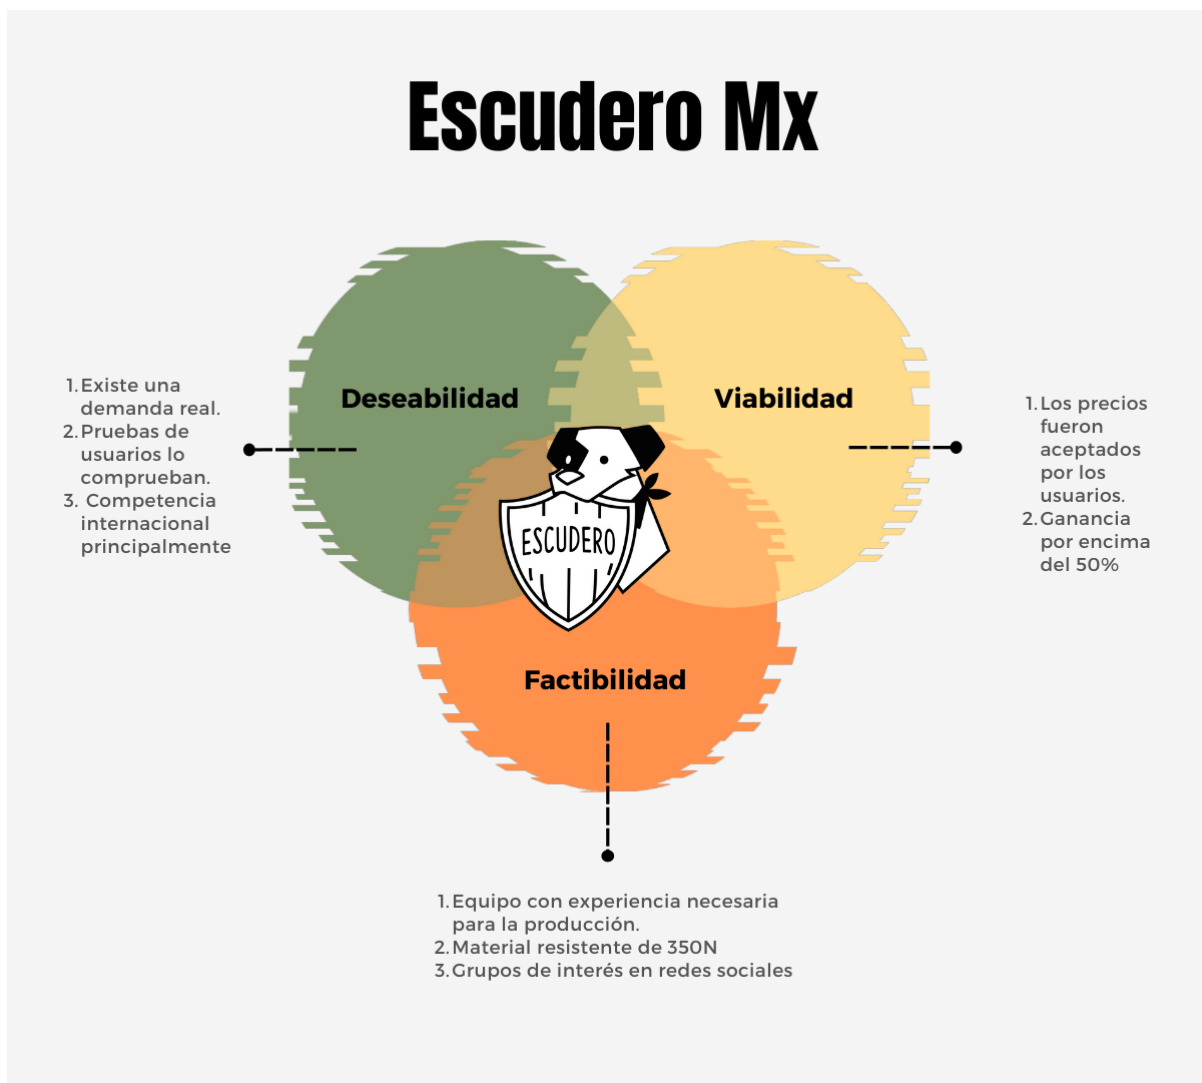 Escudero Mx
Deseabilidad
Viabilidad
1. Existe una
demanda real.
2. Pruebas de
usuarios lo
comprueban.
3. Competencia
internacional
principalmente
1. Los precios
fueron
aceptados
por los
usuarios.
2. Ganancia
por encima
del 50%
ESCUDERO
Factibilidad
1. Equipo con experiencia necesaria
para la producción.
2. Material resistente de 350N
3. Grupos de interés en redes sociales